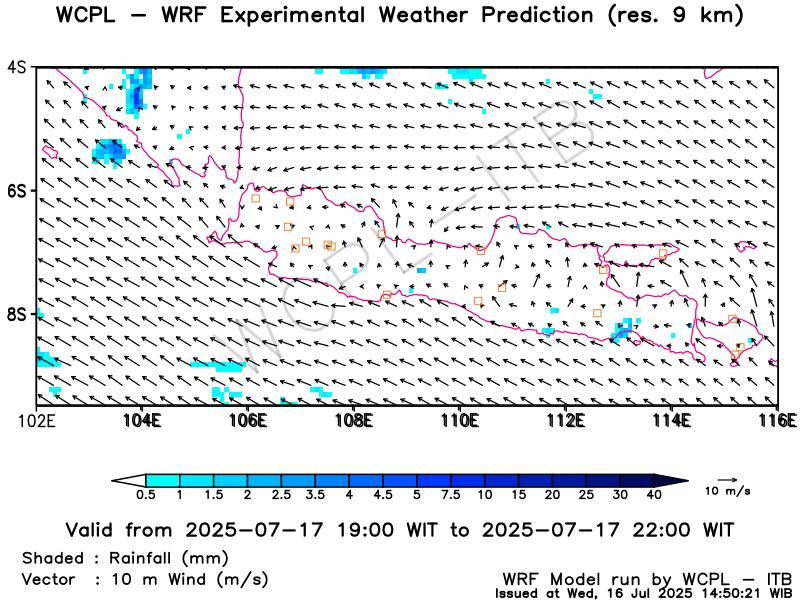 WCPL – WRF Experimental Weather Prediction (res. 9 km)
4S
6S
8S
102E 104E 106E 108E 110E 112E 114E 116E
WCPL-ITB
0.5 1 1.5 2 2.5 3.5 4 4.5 5 7.5 10 15 20 25 30 40
10 m/s
Valid from 2025-07-17 19:00 WIT to 2025-07-17 22:00 WIT
Shaded : Rainfall (mm)
Vector : 10 m Wind (m/s)
WRF Model run by WCPL – ITB
Issued at Wed, 16 Jul 2025 14:50:21 WIB